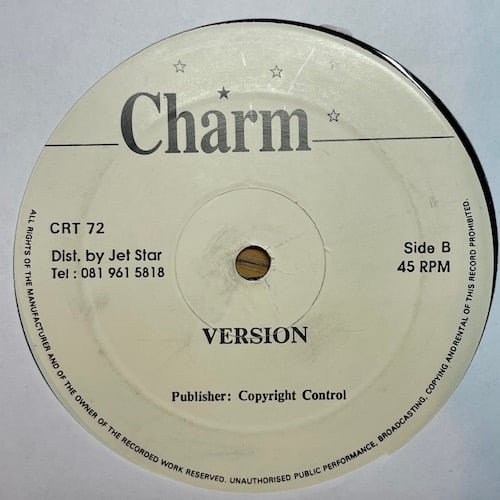 Charm
CRT 72
Dist. by Jet Star
Tel : 081 961 5818
Side B
45 RPM
VERSION
Publisher: Copyright Control
ALL RIGHTS OF THE MANUFACTURER AND OF THE OWNER OF THE RECORDED WORK RESERVED. UNAUTHORISED PUBLIC PERFORMANCE, BROADCASTING, COPYING ANDRENTAL OF THIS RECORD PROHIBITED.